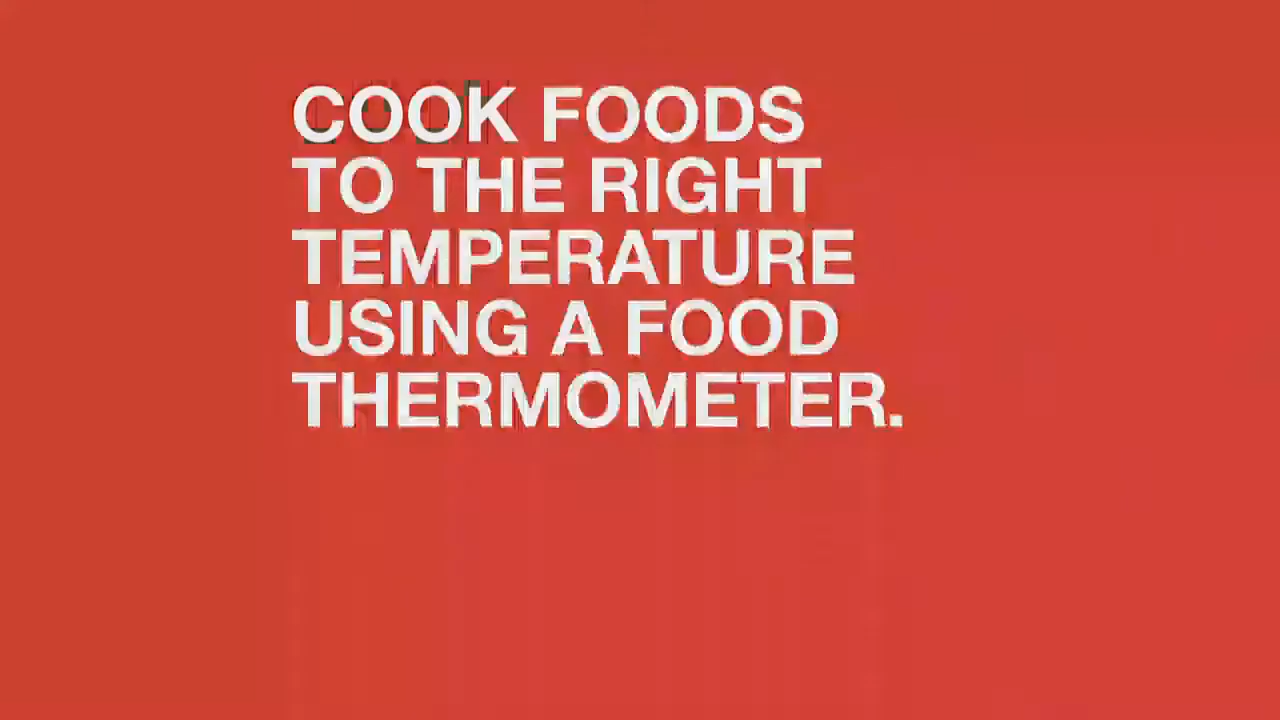 COOK FOODS
TO THE RIGHT
TEMPERATURE
USING A FOOD
THERMOMETER.